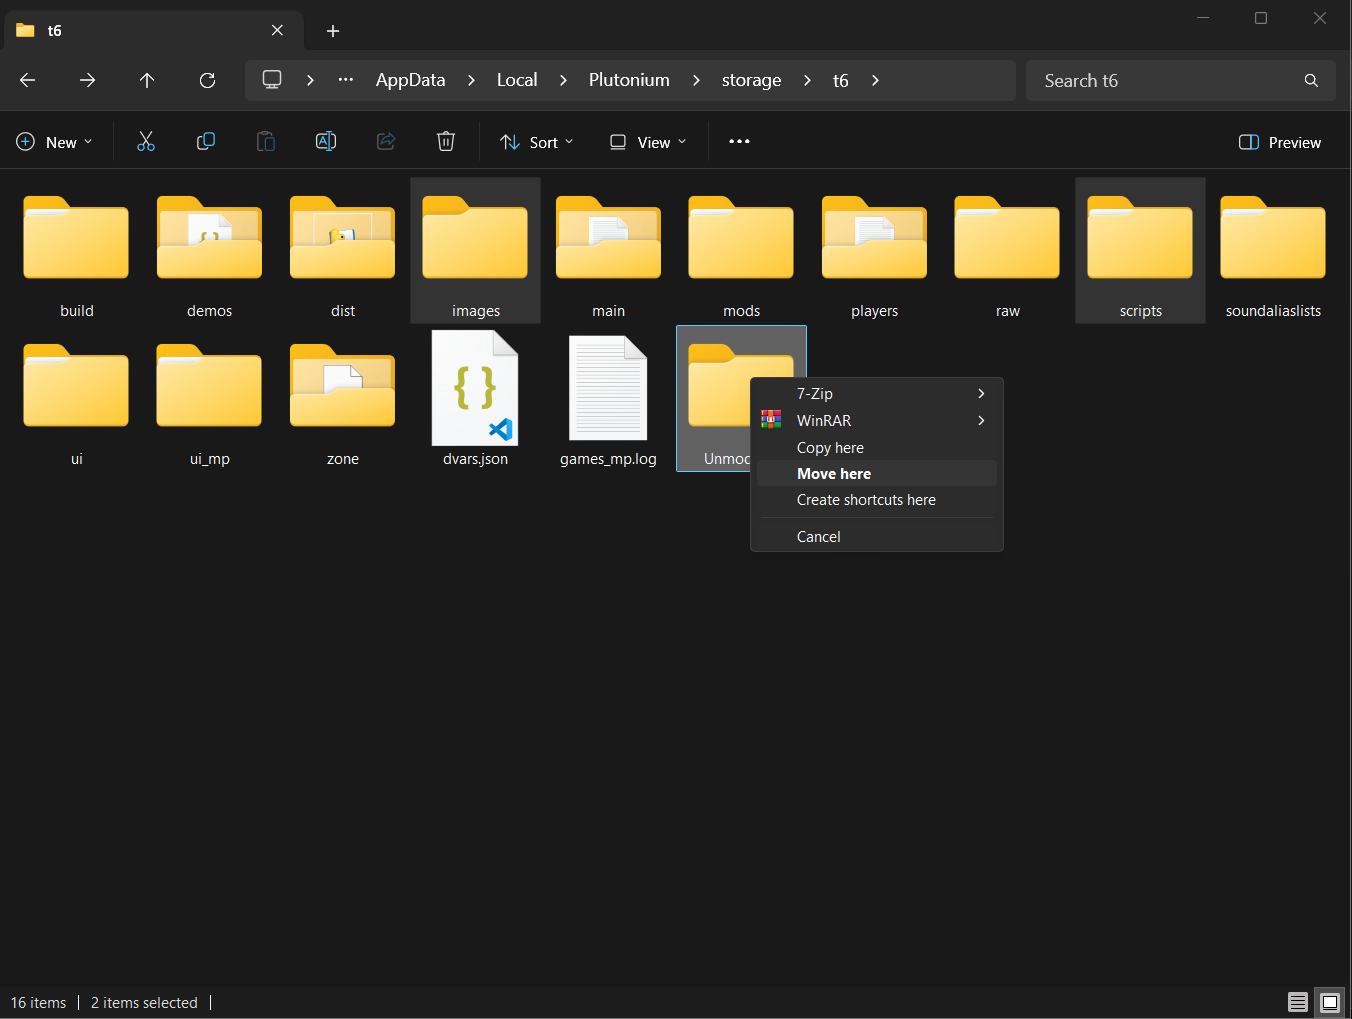 t6
AppData > Local > Plutonium > storage > t6 >
Search t6
New
Sort
View
Preview
build
demos
dist
images
main
mods
players
raw
scripts
soundaliaslists
ui
ui_mp
zone
dvars.json
games_mp.log
7-Zip
WinRAR
Copy here
Move here
Create shortcuts here
Cancel
16 items
2 items selected